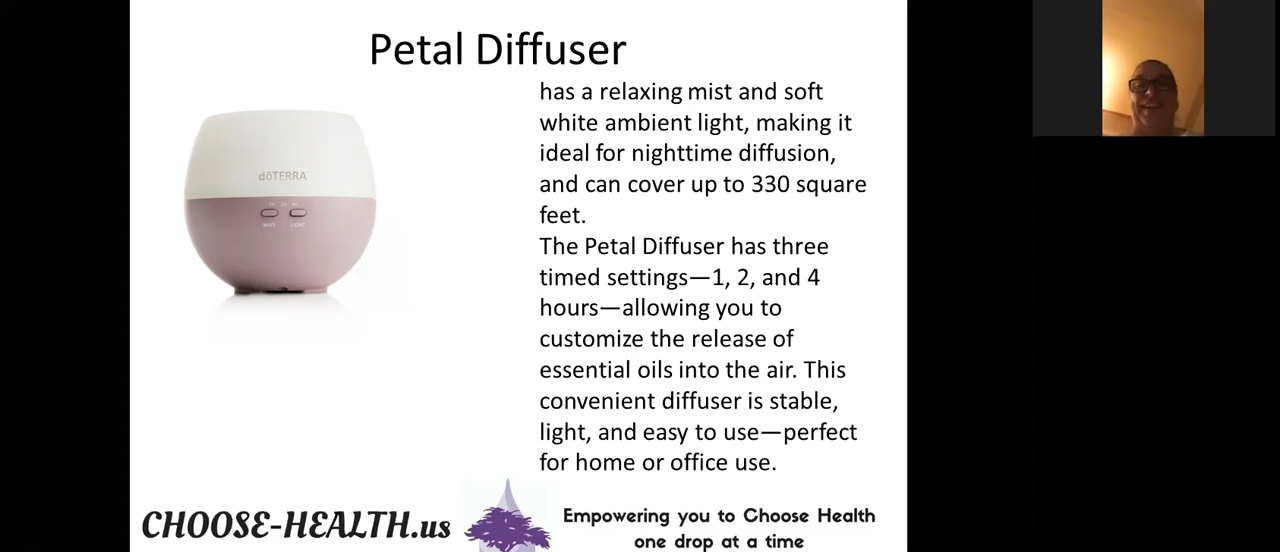 Petal Diffuser
has a relaxing mist and soft
white ambient light, making it
ideal for nighttime diffusion,
and can cover up to 330 square
feet.
The Petal Diffuser has three
timed settings—1, 2, and 4
hours—allowing you to
customize the release of
essential oils into the air. This
convenient diffuser is stable,
light, and easy to use—perfect
for home or office use.
dōTERRA
MIST LIGHT
CHOOSE-HEALTH.us
Empowering you to Choose Health
one drop at a time